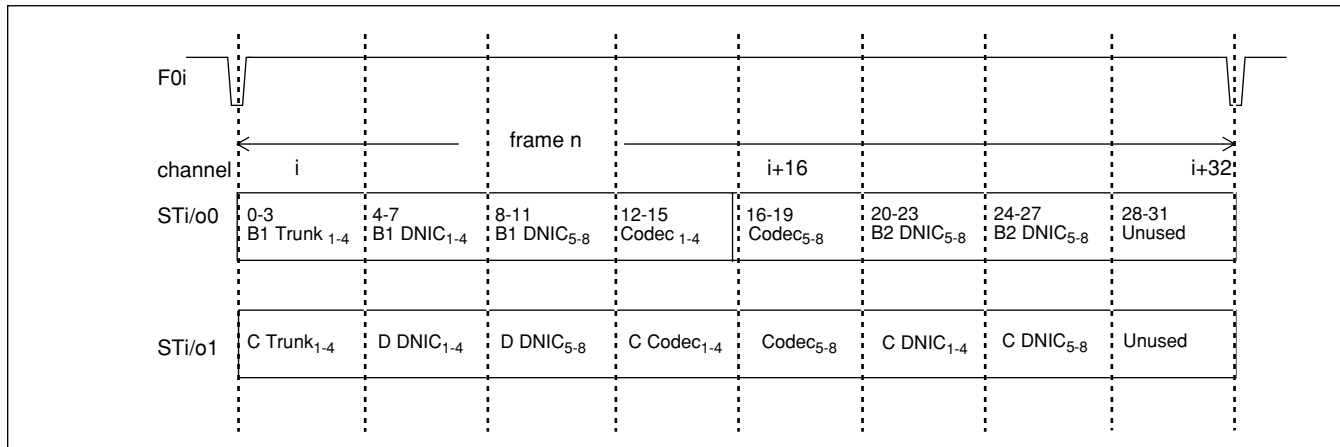 F0i
frame n
channel i i+16 i+32
STi/o0
0-3 4-7 8-11 12-15 16-19 20-23 24-27 28-31
B1 Trunk 1-4 B1 DNIC1-4 B1 DNIC5-8 Codec 1-4 Codec5-8 B2 DNIC5-8 B2 DNIC5-8 Unused
STi/o1 C Trunk1-4 D DNIC1-4 D DNIC5-8 C Codec1-4 Codec5-8 C DNIC1-4 C DNIC5-8 Unused